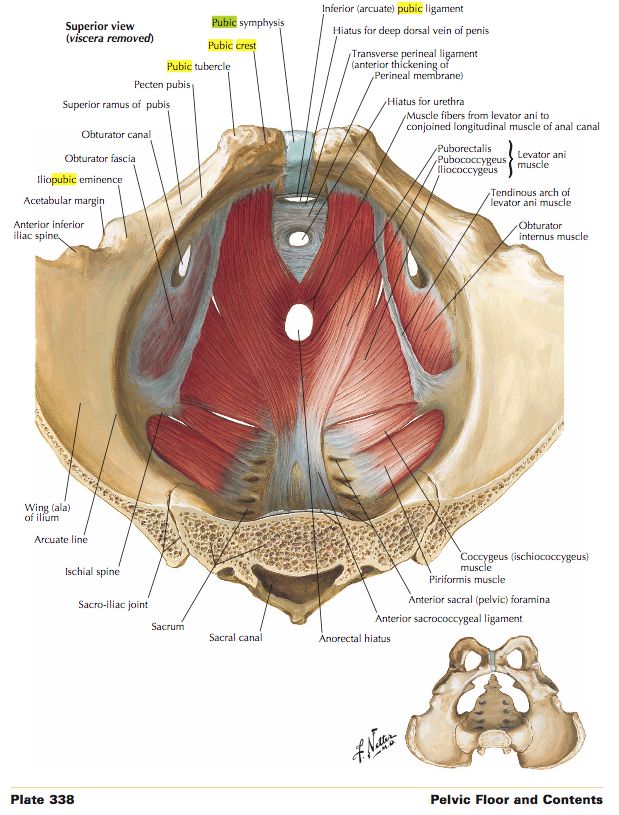 Superior view
(viscera removed)
Pubic symphysis
Pubic crest
Pubic tubercle
Pecten pubis
Superior ramus of pubis
Obturator canal
Obturator fascia
Iliopubic eminence
Acetabular margin
Anterior inferior
iliac spine
Inferior (arcuate) pubic ligament
Hiatus for deep dorsal vein of penis
Transverse perineal ligament
(anterior thickening of
Perineal membrane)
Hiatus for urethra
Muscle fibers from levator ani to
conjoined longitudinal muscle of anal canal
Puborectalis
Pubococcygeus
Iliococcygeus
Levator ani
muscle
Tendinous arch of
levator ani muscle
Obturator
internus muscle
Wing (ala)
of ilium
Arcuate line
Ischial spine
Sacro-iliac joint
Sacrum
Sacral canal
Anorectal hiatus
Coccygeus (ischiococcygeus)
muscle
Piriformis muscle
Anterior sacral (pelvic) foramina
Anterior sacrococcygeal ligament
F. Netter
M.D.
Plate 338
Pelvic Floor and Contents